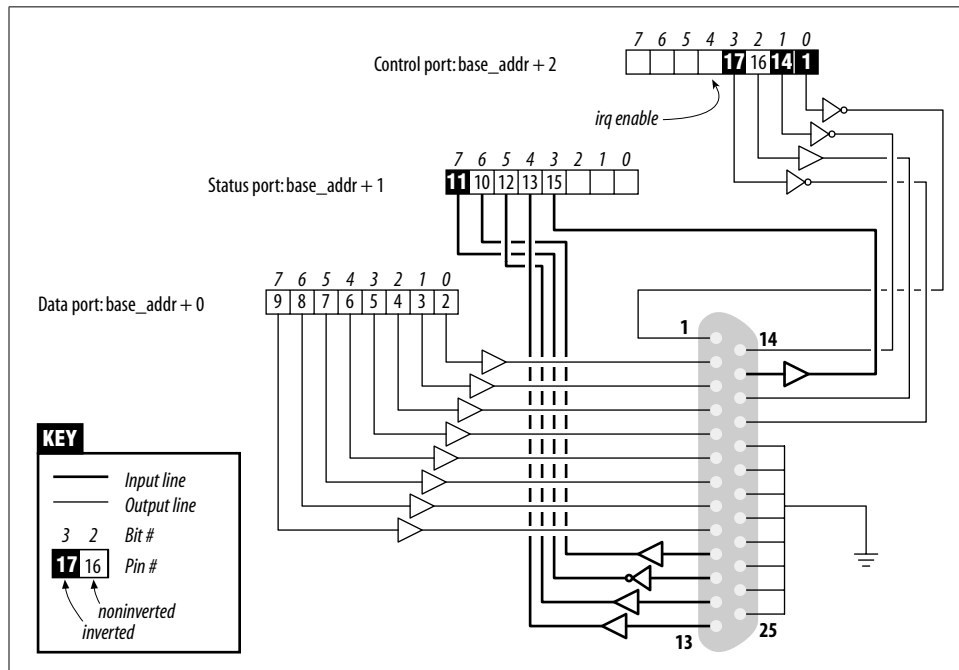 7 6 5 4 3 2 1 0
Control port: base_addr + 2
17 16 14 1
irq enable
7 6 5 4 3 2 1 0
Status port: base_addr + 1
11 10 12 13 15
7 6 5 4 3 2 1 0
Data port: base_addr + 0
9 8 7 6 5 4 3 2
1
14
13
25
KEY
Input line
Output line
3 2 Bit #
17 16 Pin #
noninverted
inverted